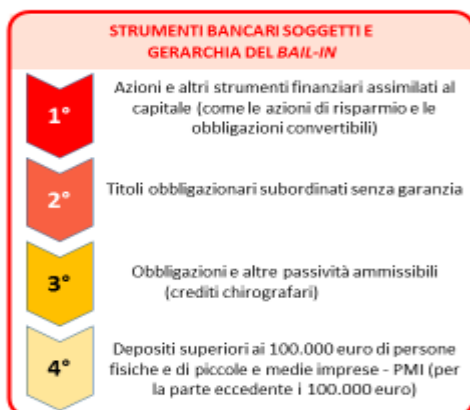 STRUMENTI BANCARI SOGGETTI E
GERARCHIA DEL BAIL-IN
1°
Azioni e altri strumenti finanziari assimilati al
capitale (come le azioni di risparmio e le
obbligazioni convertibili)
2°
Titoli obbligazionari subordinati senza garanzia
3°
Obbligazioni e altre passività ammissibili
(crediti chirografari)
4°
Depositi superiori ai 100.000 euro di persone
fisiche e di piccole e medie imprese - PMI (per
la parte eccedente i 100.000 euro)